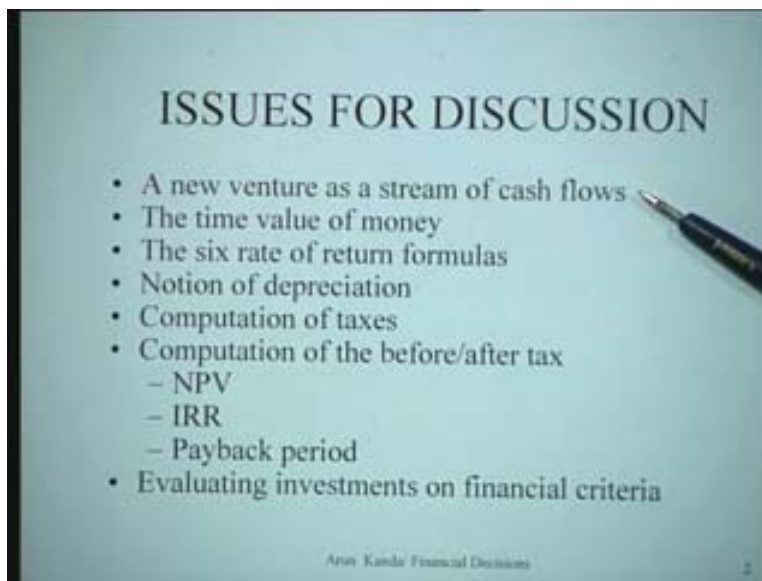 ISSUES FOR DISCUSSION
• A new venture as a stream of cash flows
• The time value of money
• The six rate of return formulas
• Notion of depreciation
• Computation of taxes
• Computation of the before/after tax
– NPV
– IRR
– Payback period
• Evaluating investments on financial criteria
Arun Kanda/ Financial Decisions
2